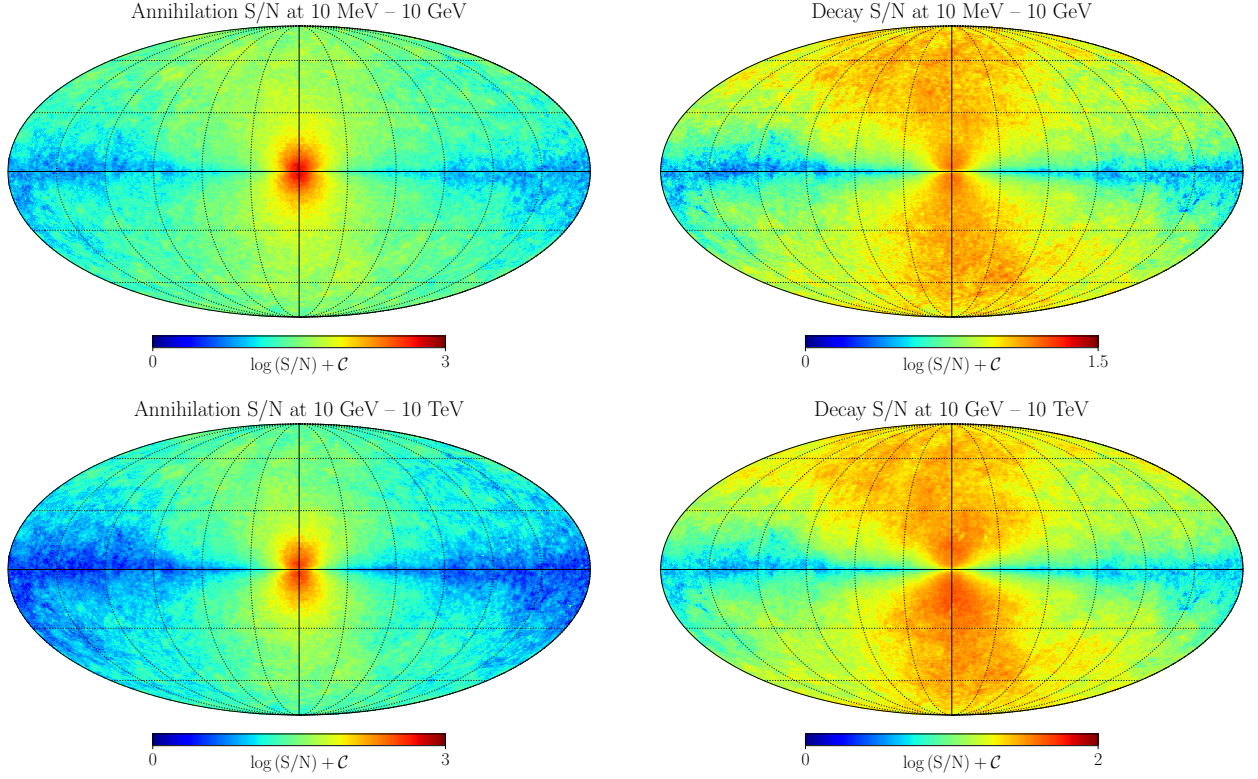 Annihilation S/N at 10 MeV – 10 GeV
Decay S/N at 10 MeV – 10 GeV
0 3
log (S/N) + C
0 1.5
log (S/N) + C
Annihilation S/N at 10 GeV – 10 TeV
Decay S/N at 10 GeV – 10 TeV
0 3
log (S/N) + C
0 2
log (S/N) + C